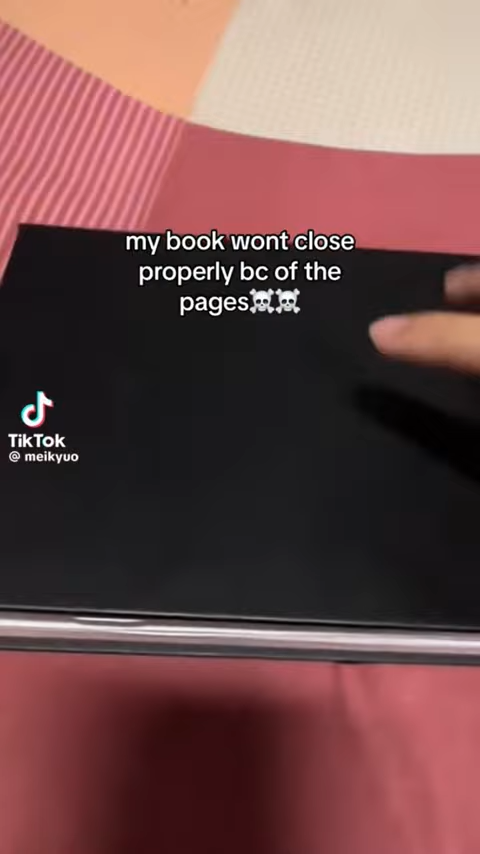 my book wont close
properly bc of the
pages☠️☠️
TikTok
@ meikyuo